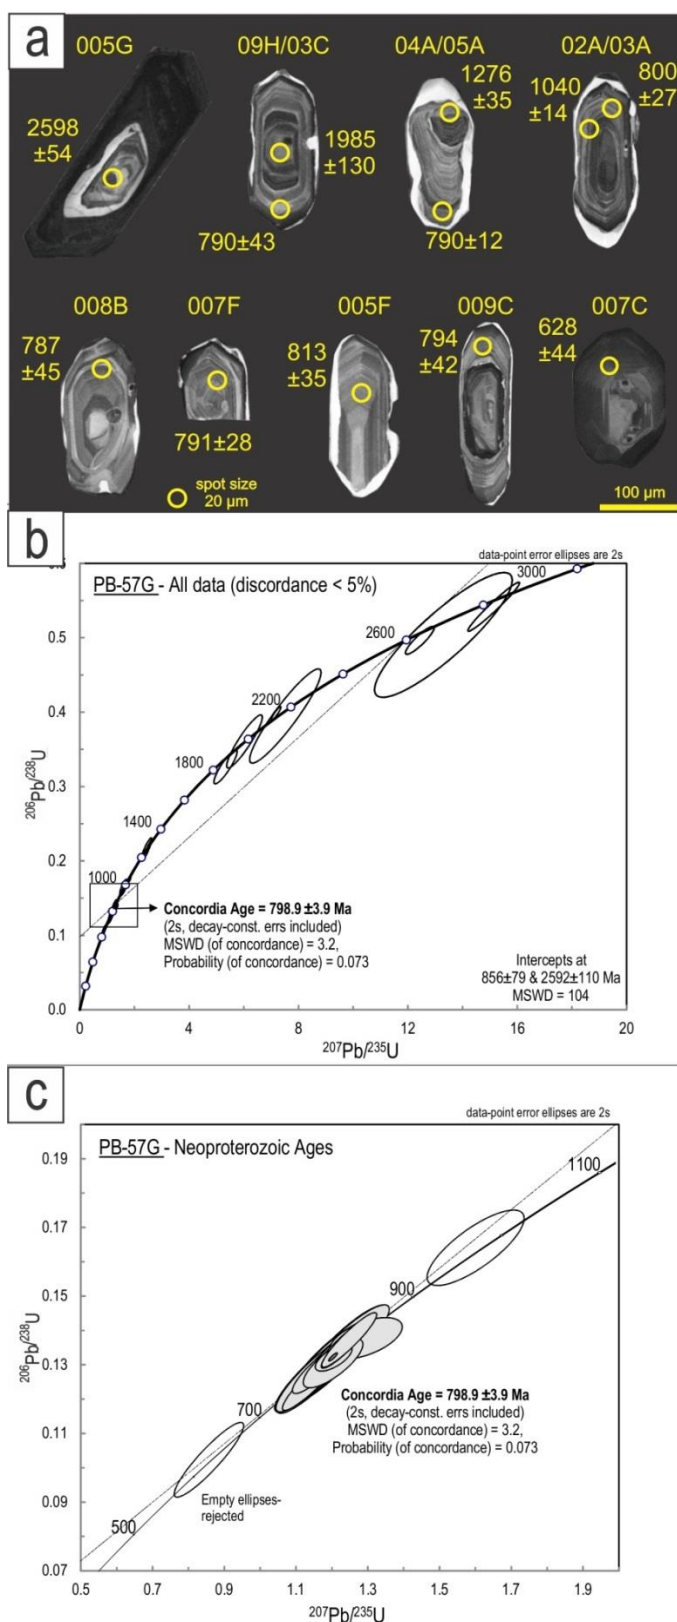 a
005G
09H/03C
04A/05A
02A/03A
2598
±54
1985
±130
790±43
1276
±35
790±12
1040
±14
800
±27
008B
007F
005F
009C
007C
787
±45
791±28
813
±35
794
±42
628
±44
spot size
20 µm
100 µm
b
data-point error ellipses are 2s
PB-57G - All data (discordance < 5%)
3000
2600
2200
1800
1400
1000
0.5
0.4
0.3
0.2
0.1
0.0
206Pb/238U
Concordia Age = 798.9 ±3.9 Ma
(2s, decay-const. errs included)
MSWD (of concordance) = 3.2,
Probability (of concordance) = 0.073
Intercepts at
856±79 & 2592±110 Ma
MSWD = 104
0 4 8 12 16 20
207Pb/235U
c
data-point error ellipses are 2s
PB-57G - Neoproterozoic Ages
1100
900
700
500
0.19
0.17
0.15
0.13
0.11
0.09
0.07
206Pb/238U
Concordia Age = 798.9 ±3.9 Ma
(2s, decay-const. errs included)
MSWD (of concordance) = 3.2,
Probability (of concordance) = 0.073
Empty ellipses-
rejected
0.5 0.7 0.9 1.1 1.3 1.5 1.7 1.9
207Pb/235U